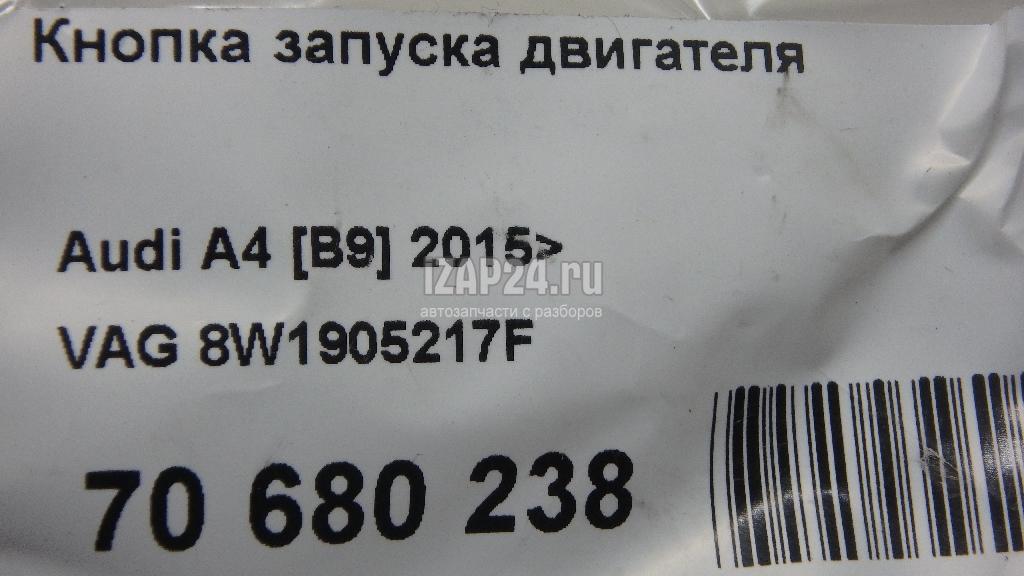 Кнопка запуска двигателя
Audi A4 [B9] 2015>
IZAP24.ru
автозапчасти с разборов
VAG 8W1905217F
70 680 238